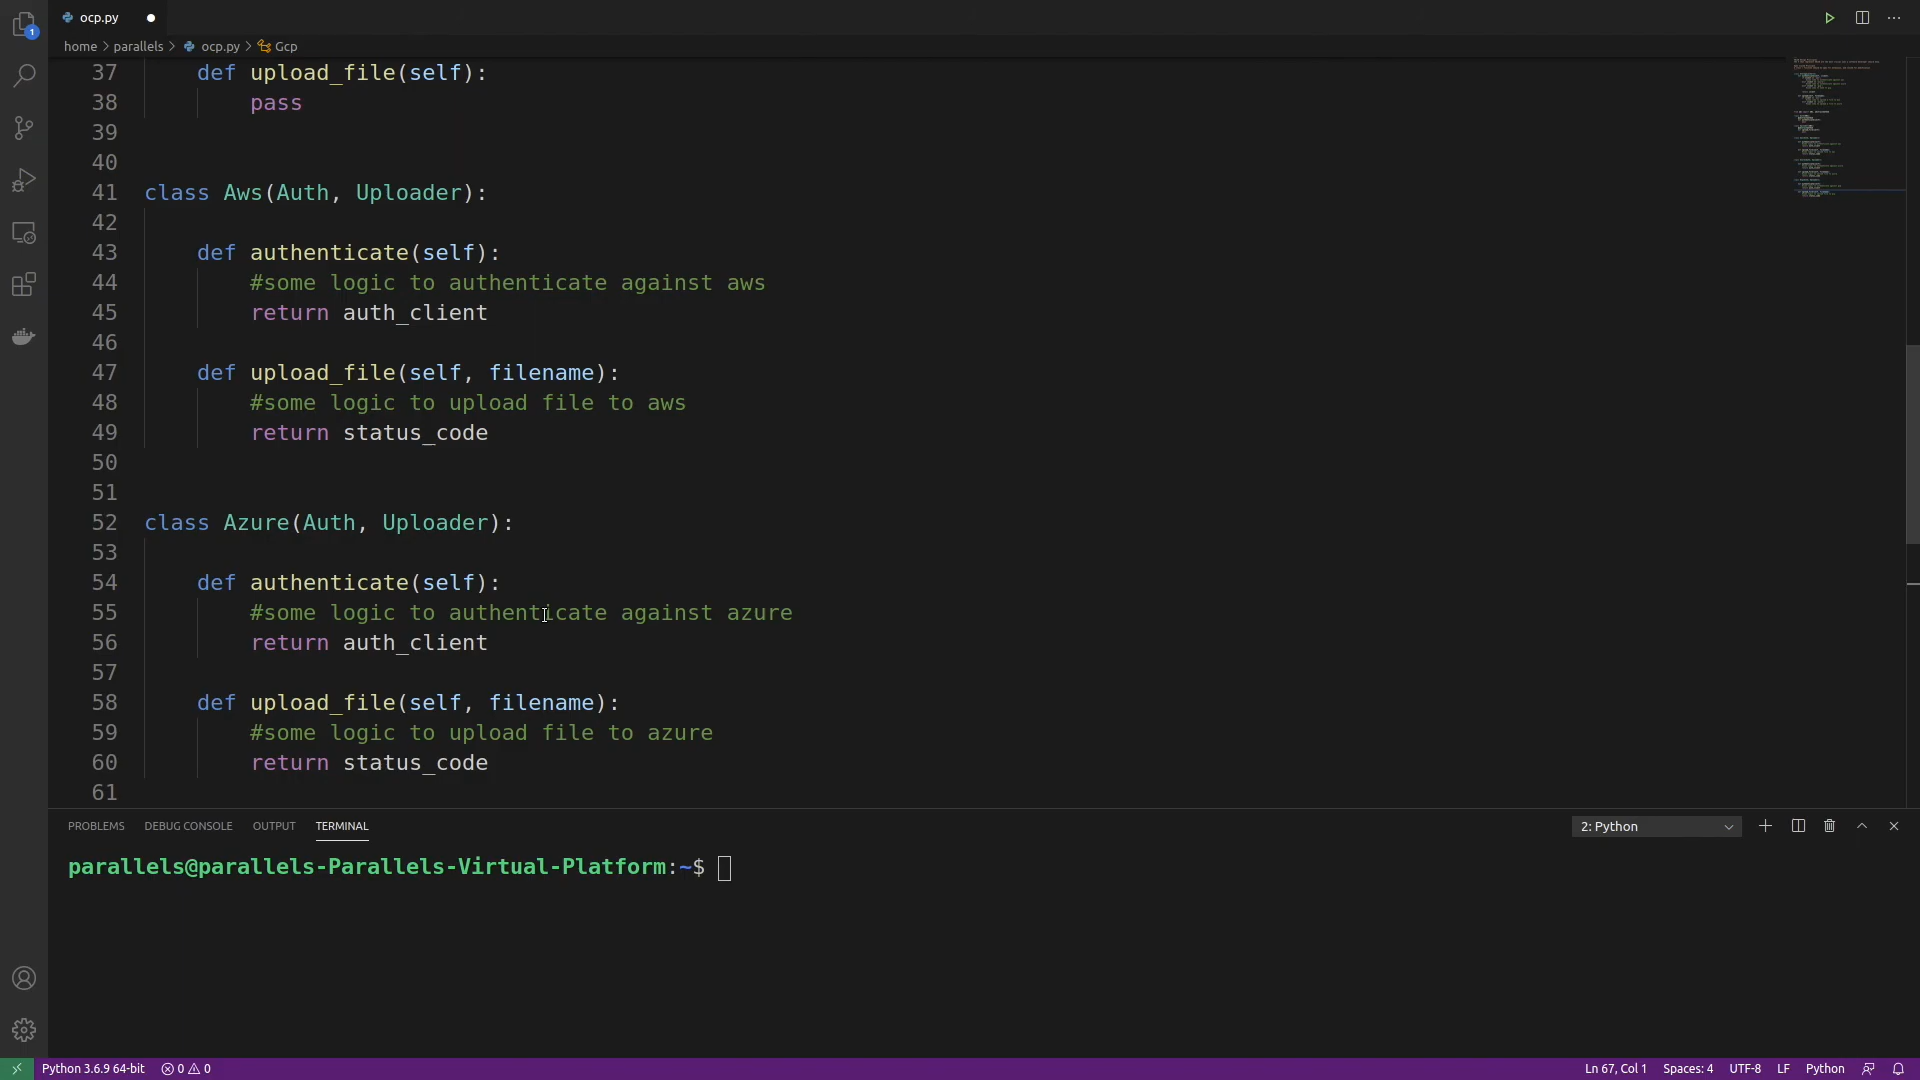 ocp.py
home > parallels > ocp.py > Gcp
37 def upload_file(self):
38 pass
39
40
41 class Aws(Auth, Uploader):
42
43 def authenticate(self):
44 #some logic to authenticate against aws
45 return auth_client
46
47 def upload_file(self, filename):
48 #some logic to upload file to aws
49 return status_code
50
51
52 class Azure(Auth, Uploader):
53
54 def authenticate(self):
55 #some logic to authenticate against azure
56 return auth_client
57
58 def upload_file(self, filename):
59 #some logic to upload file to azure
60 return status_code
61
PROBLEMS DEBUG CONSOLE OUTPUT TERMINAL 2: Python
parallels@parallels-Parallels-Virtual-Platform:~$
Python 3.6.9 64-bit 0 0 Ln 67, Col 1 Spaces: 4 UTF-8 LF Python
1